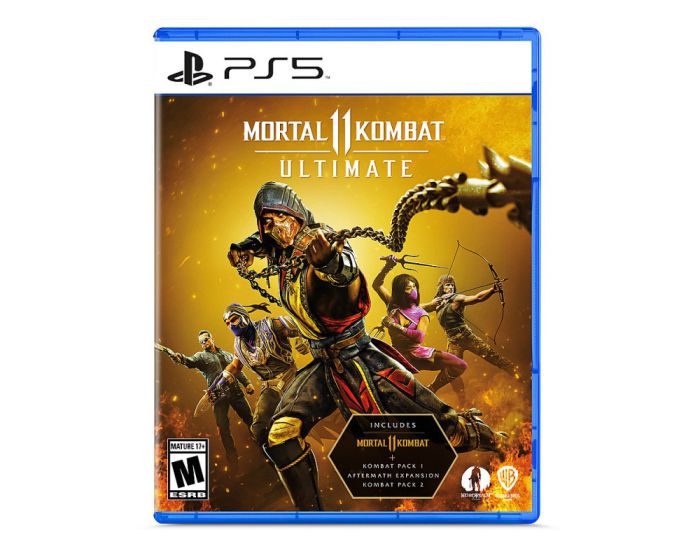 PS5
MORTAL 11 KOMBAT
ULTIMATE
INCLUDES
MORTAL 11 KOMBAT
+
KOMBAT PACK 1
AFTERMATH EXPANSION
KOMBAT PACK 2
MATURE 17+
M
ESRB
WB